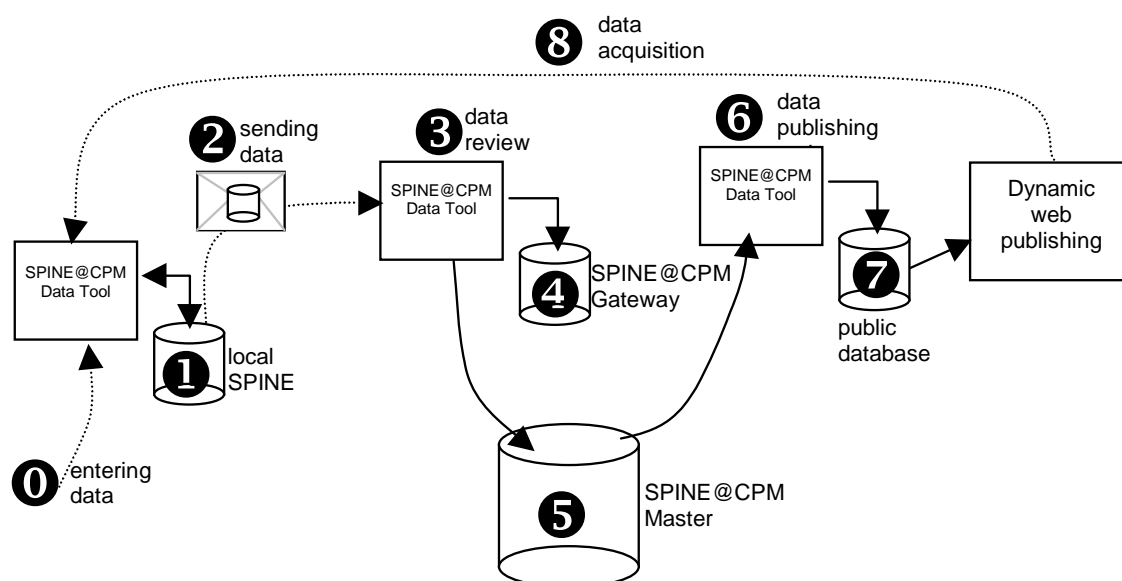 8
data
acquisition
2
sending
data
3
data
review
6
data
publishing
SPINE@CPM
Data Tool
SPINE@CPM
Data Tool
Dynamic
web
publishing
SPINE@CPM
Data Tool
1
local
SPINE
4
SPINE@CPM
Gateway
7
public
database
0
entering
data
5
SPINE@CPM
Master